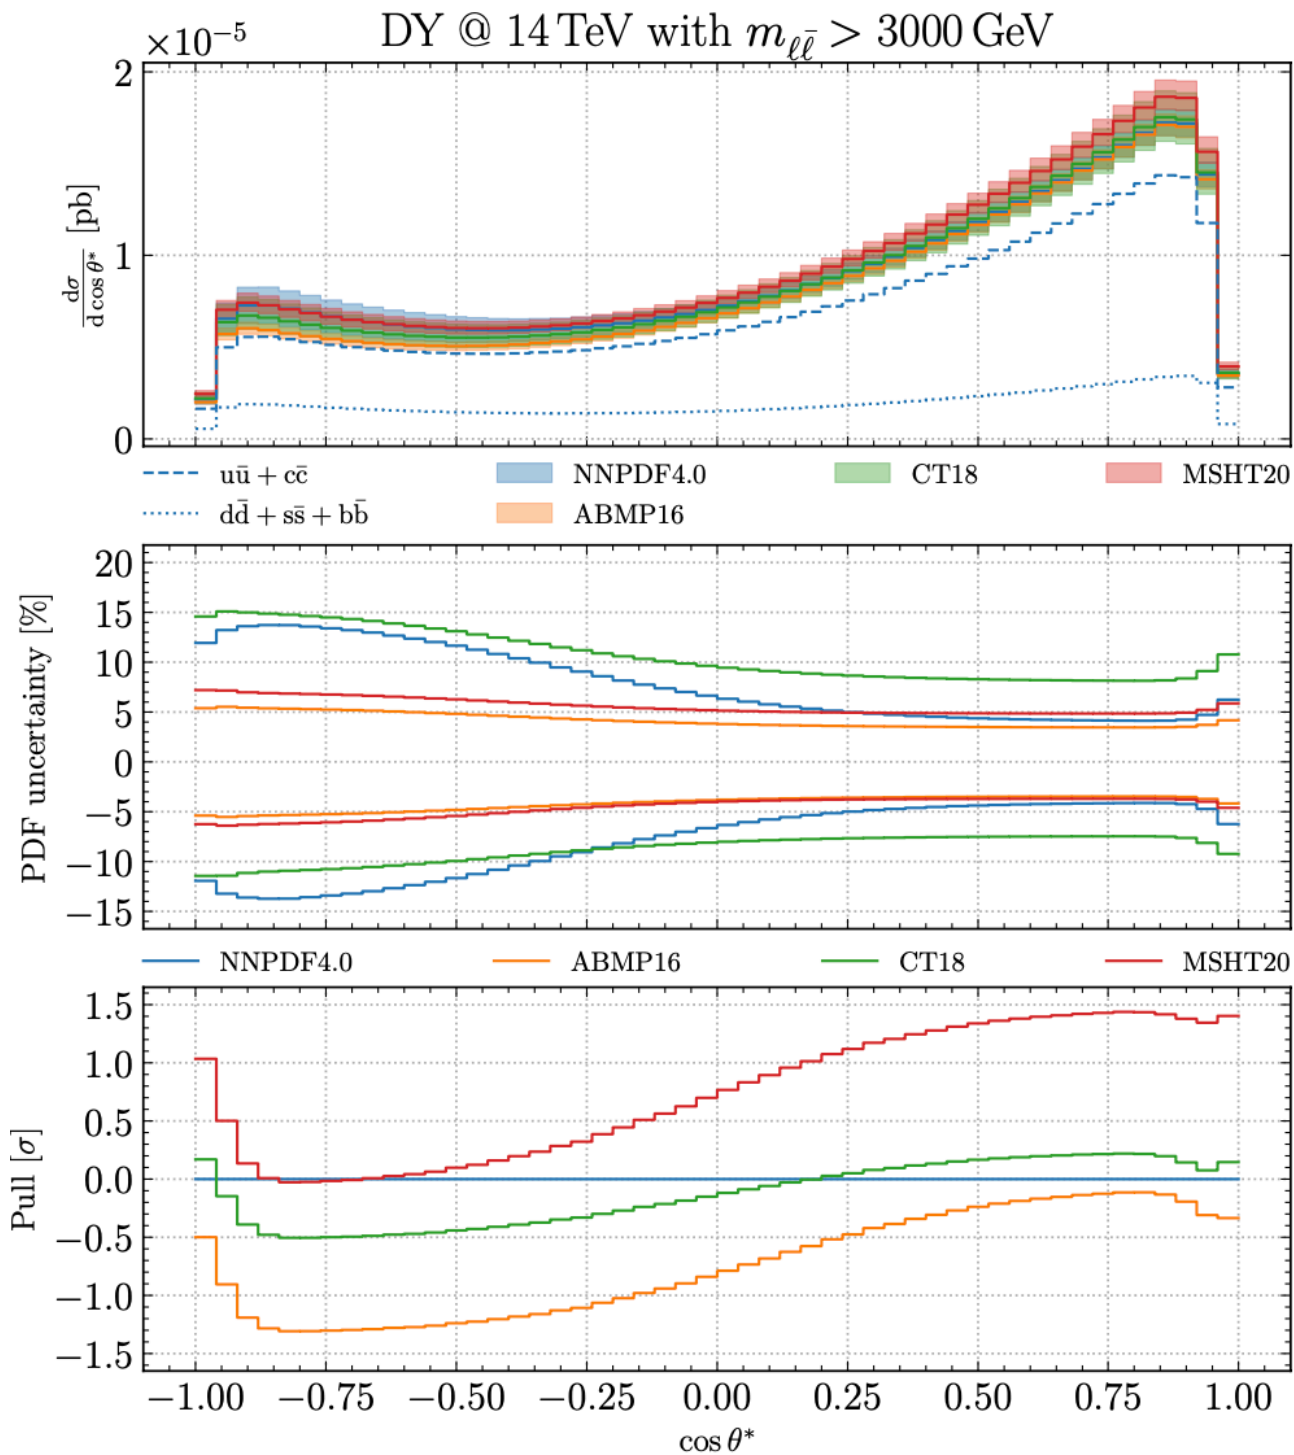 DY @ 14 TeV with mℓℓ̄ > 3000 GeV
×10⁻⁵
2
1
0
dσ/d cos θ* [pb]
uū + cc̄
NNPDF4.0
CT18
MSHT20
dd̄ + ss̄ + bb̄
ABMP16
20
15
10
5
0
−5
−10
−15
PDF uncertainty [%]
NNPDF4.0
ABMP16
CT18
MSHT20
1.5
1.0
0.5
0.0
−0.5
−1.0
−1.5
Pull [σ]
−1.00 −0.75 −0.50 −0.25 0.00 0.25 0.50 0.75 1.00
cos θ*